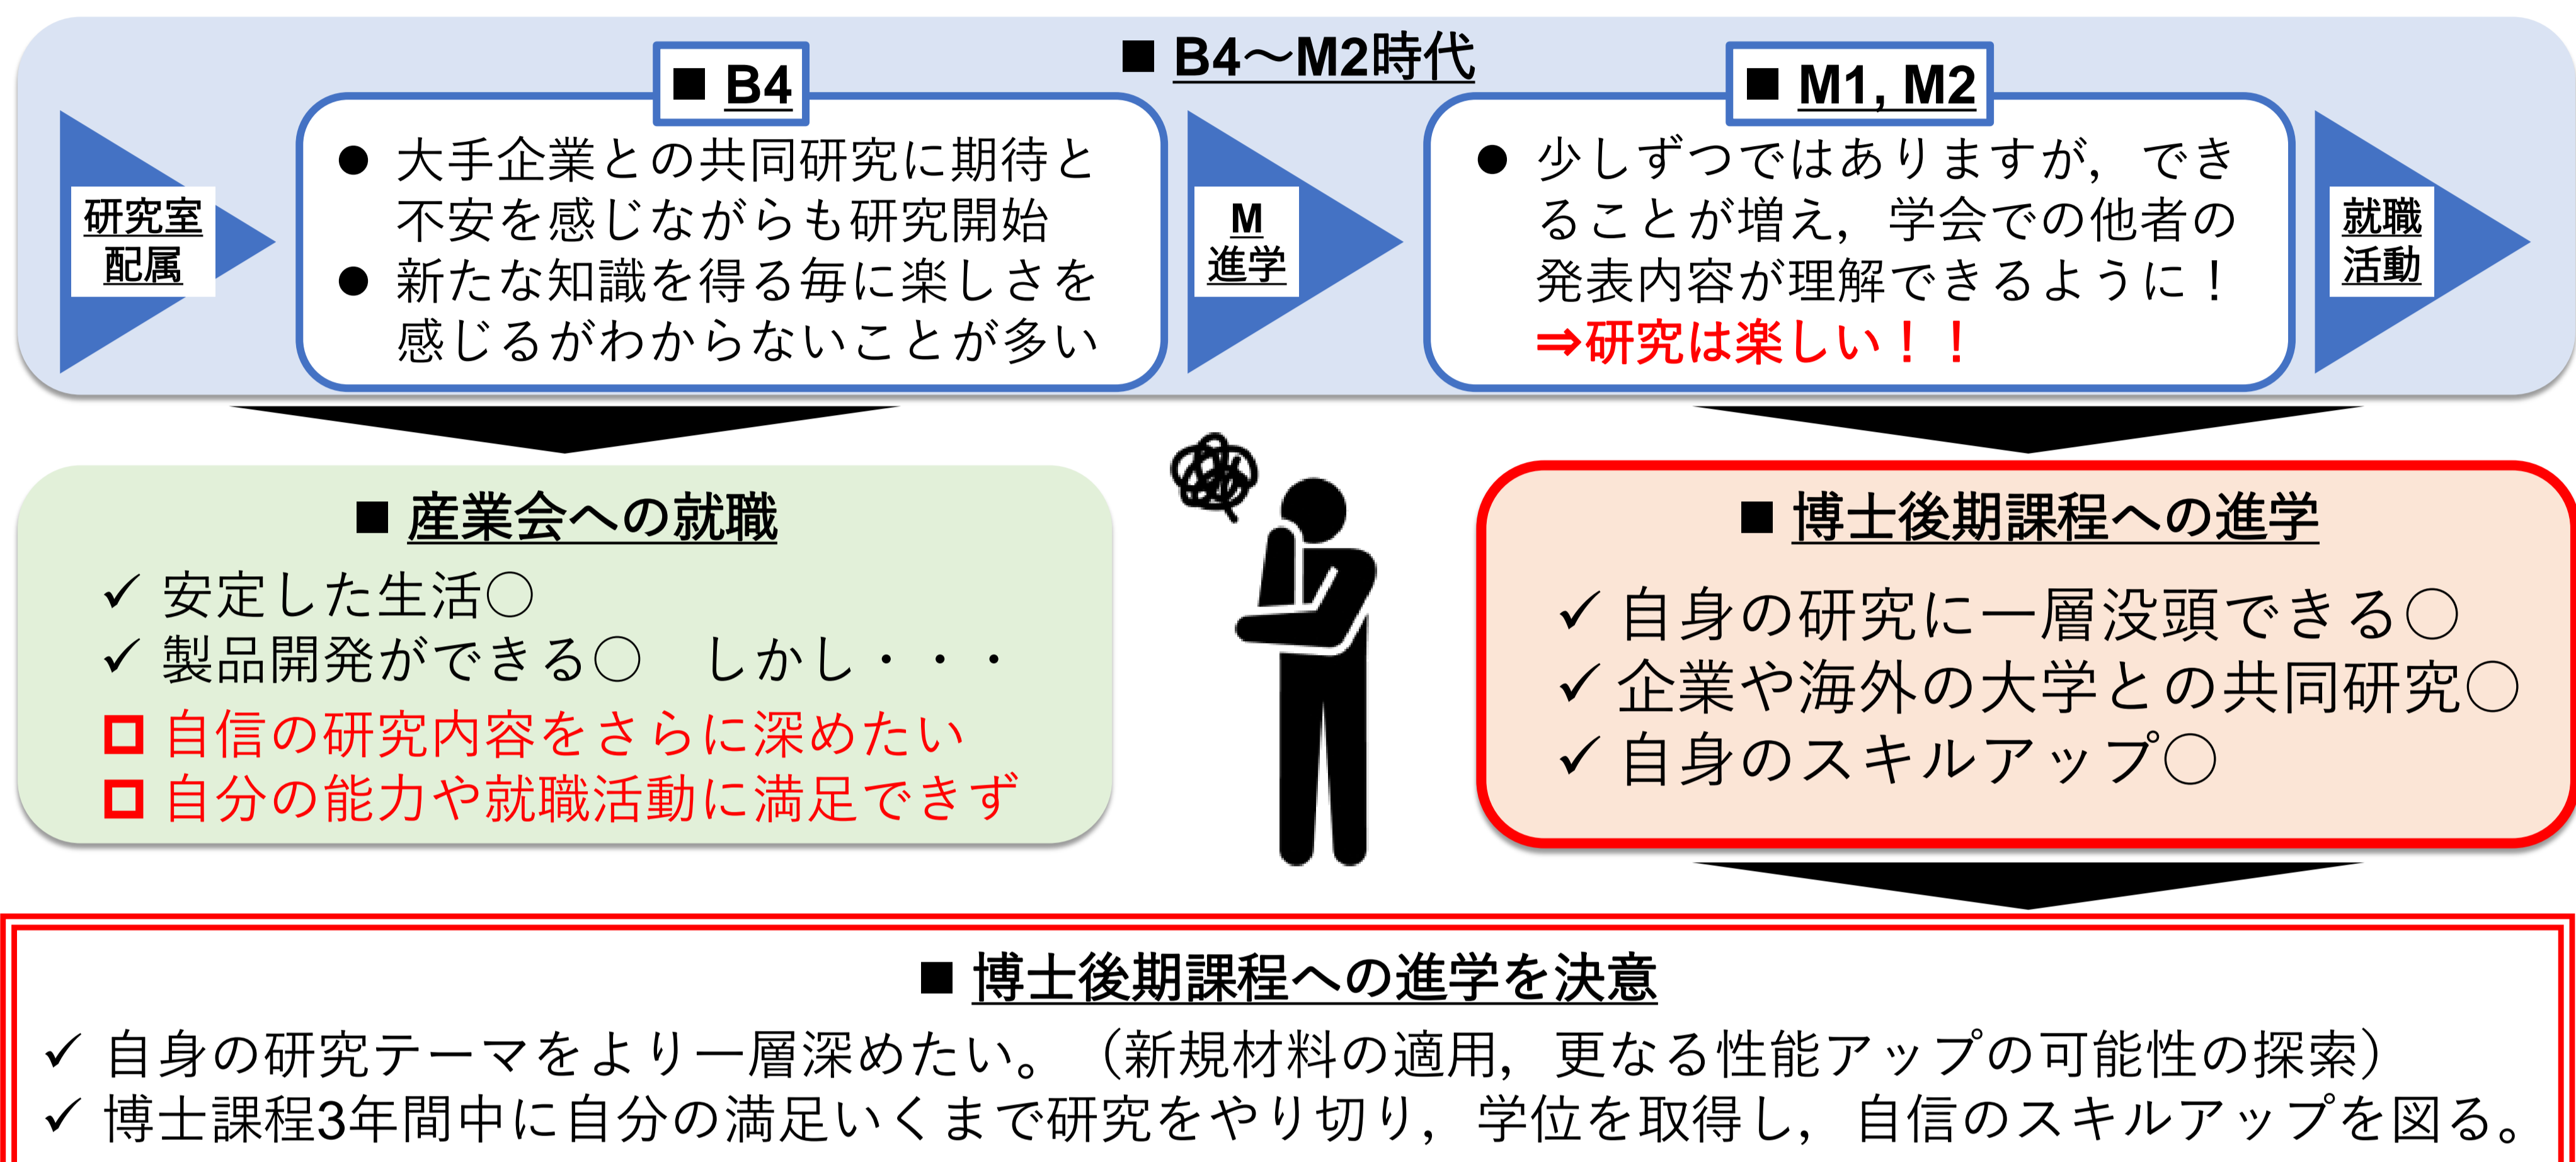 ■ B4～M2時代
研究室
配属
■ B4
● 大手企業との共同研究に期待と
不安を感じながらも研究開始
● 新たな知識を得る毎に楽しさを
感じるがわからないことが多い
M
進学
■ M1, M2
● 少しずつではありますが，でき
ることが増え，学会での他者の
発表内容が理解できるように！
⇒研究は楽しい！！
就職
活動
■ 産業会への就職
✓ 安定した生活○
✓ 製品開発ができる○　しかし・・・
□ 自信の研究内容をさらに深めたい
□ 自分の能力や就職活動に満足できず
■ 博士後期課程への進学
✓ 自身の研究に一層没頭できる○
✓ 企業や海外の大学との共同研究○
✓ 自身のスキルアップ○
■ 博士後期課程への進学を決意
✓ 自身の研究テーマをより一層深めたい。（新規材料の適用，更なる性能アップの可能性の探索）
✓ 博士課程3年間中に自分の満足いくまで研究をやり切り，学位を取得し，自信のスキルアップを図る。